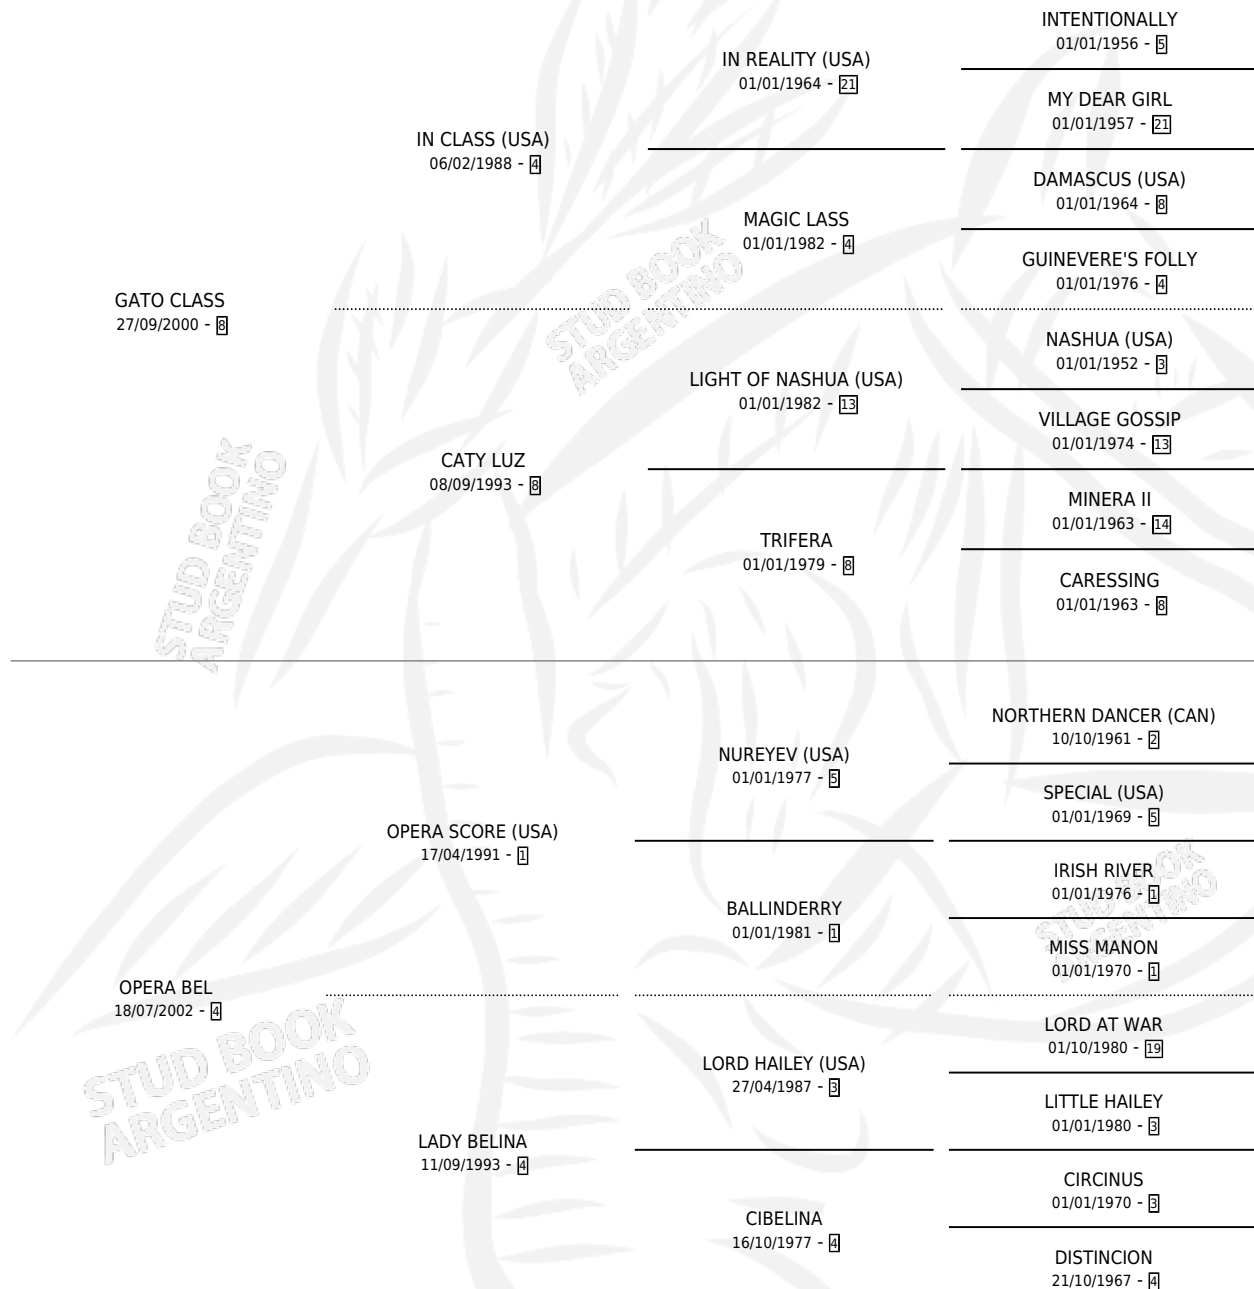 INTENTIONALLY
01/01/1956 - 5
IN REALITY (USA)
01/01/1964 - 21
MY DEAR GIRL
01/01/1957 - 21
IN CLASS (USA)
06/02/1988 - 4
DAMASCUS (USA)
01/01/1964 - 8
MAGIC LASS
01/01/1982 - 4
GUINEVERE'S FOLLY
01/01/1976 - 4
GATO CLASS
27/09/2000 - 8
NASHUA (USA)
01/01/1952 - 3
LIGHT OF NASHUA (USA)
01/01/1982 - 13
VILLAGE GOSSIP
01/01/1974 - 13
CATY LUZ
08/09/1993 - 8
MINERA II
01/01/1963 - 14
TRIFERA
01/01/1979 - 8
CARESSING
01/01/1963 - 8
NORTHERN DANCER (CAN)
10/10/1961 - 2
NUREYEV (USA)
01/01/1977 - 5
SPECIAL (USA)
01/01/1969 - 5
OPERA SCORE (USA)
17/04/1991 - 1
IRISH RIVER
01/01/1976 - 1
BALLINDERRY
01/01/1981 - 1
MISS MANON
01/01/1970 - 1
OPERA BEL
18/07/2002 - 4
LORD AT WAR
01/10/1980 - 19
LORD HAILEY (USA)
27/04/1987 - 3
LITTLE HAILEY
01/01/1980 - 3
LADY BELINA
11/09/1993 - 4
CIRCINUS
01/01/1970 - 3
CIBELINA
16/10/1977 - 4
DISTINCION
21/10/1967 - 4
STUD BOOK
ARGENTINO
STUD BOOK
ARGENTINO
STUD BOOK
ARGENTINO
STUD BOOK
ARGENTINO